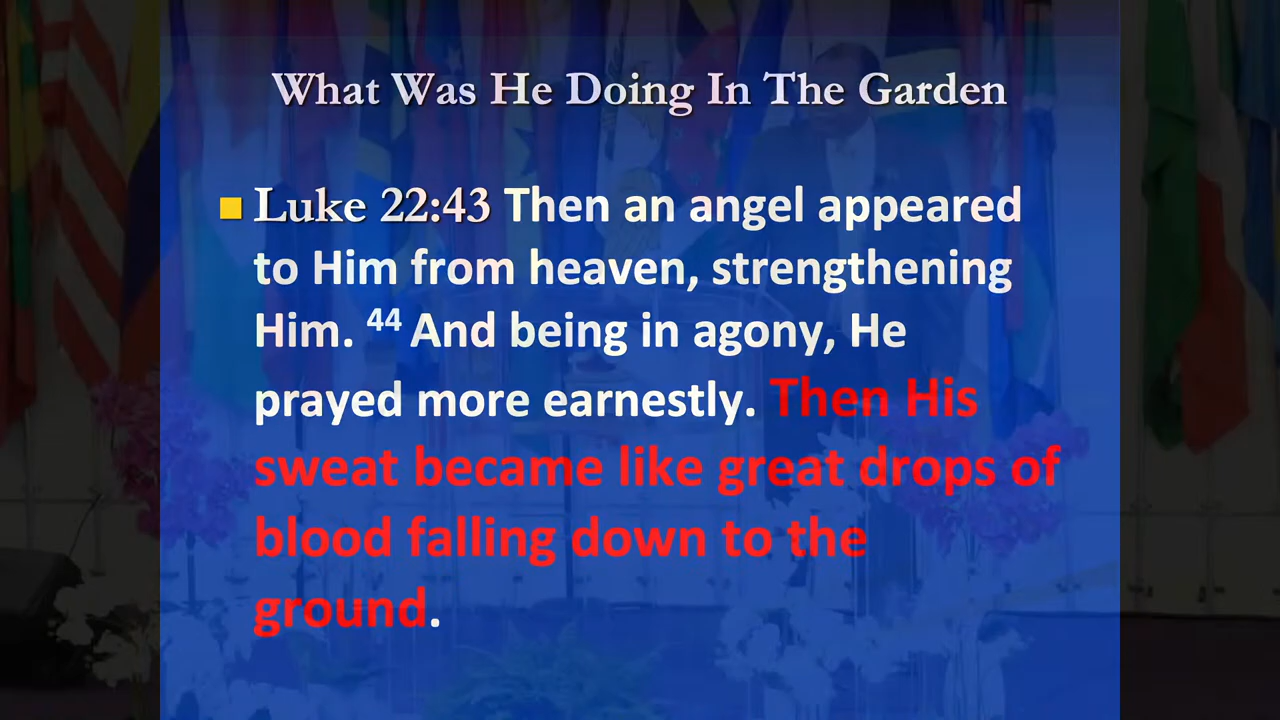 What Was He Doing In The Garden
Luke 22:43 Then an angel appeared
to Him from heaven, strengthening
Him. 44 And being in agony, He
prayed more earnestly. Then His
sweat became like great drops of
blood falling down to the
ground.